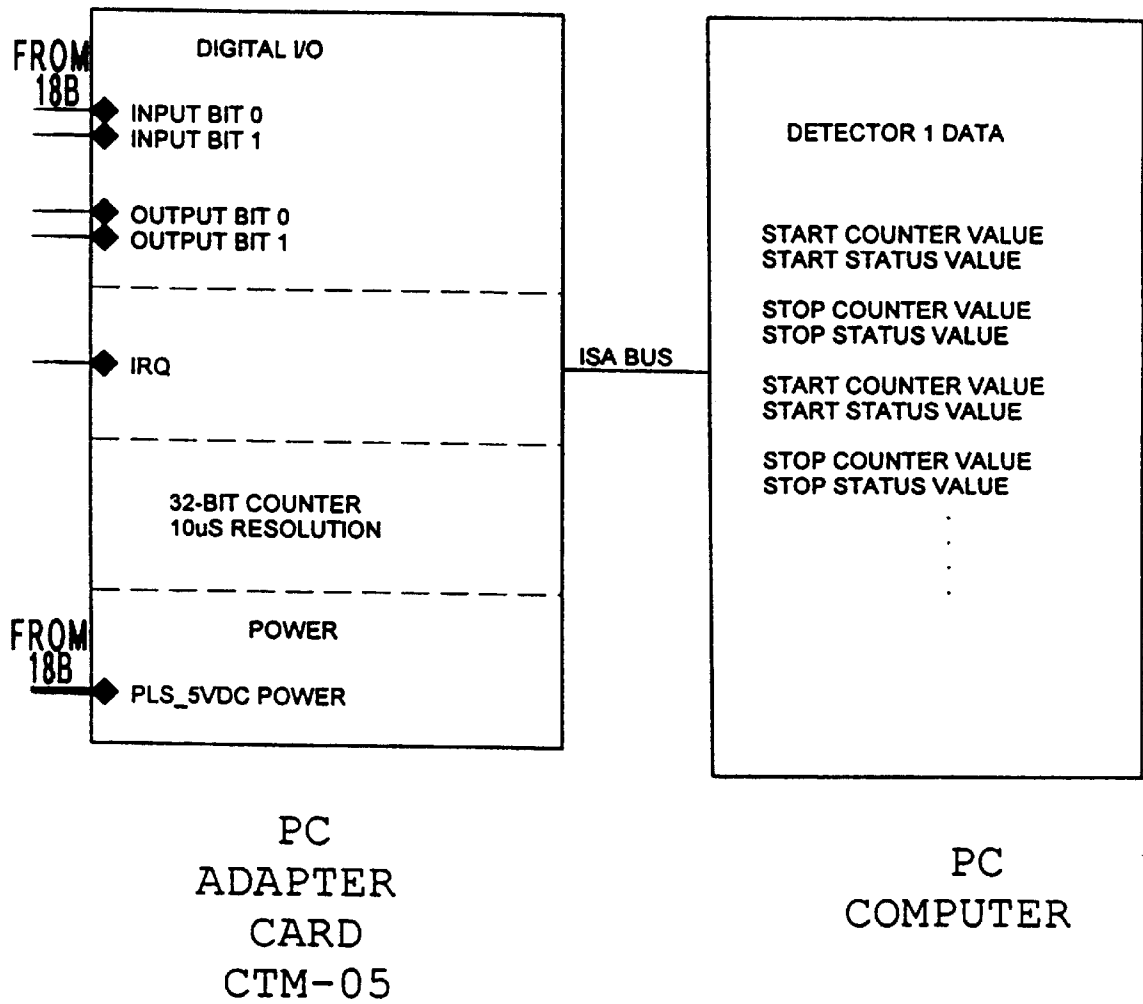 FROM
18B
DIGITAL I/O
INPUT BIT 0
INPUT BIT 1
OUTPUT BIT 0
OUTPUT BIT 1
IRQ
32-BIT COUNTER
10uS RESOLUTION
FROM
18B
POWER
PLS_5VDC POWER
ISA BUS
DETECTOR 1 DATA
START COUNTER VALUE
START STATUS VALUE
STOP COUNTER VALUE
STOP STATUS VALUE
START COUNTER VALUE
START STATUS VALUE
STOP COUNTER VALUE
STOP STATUS VALUE
PC
ADAPTER
CARD
CTM-05
PC
COMPUTER